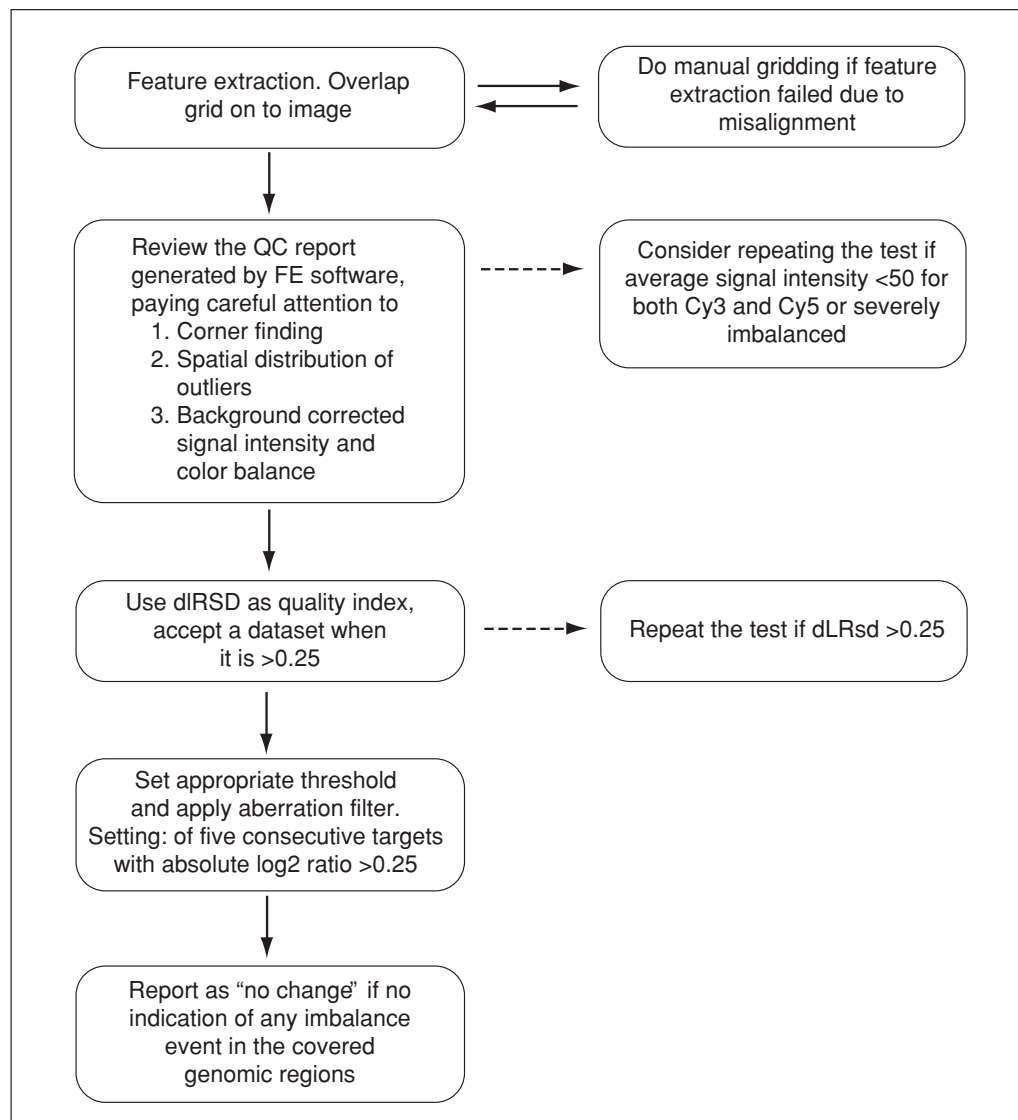 Feature extraction. Overlap
grid on to image
Do manual gridding if feature
extraction failed due to
misalignment
Review the QC report
generated by FE software,
paying careful attention to
1. Corner finding
2. Spatial distribution of
outliers
3. Background corrected
signal intensity and
color balance
Consider repeating the test if
average signal intensity <50 for
both Cy3 and Cy5 or severely
imbalanced
Use dlRSD as quality index,
accept a dataset when
it is >0.25
Repeat the test if dLRsd >0.25
Set appropriate threshold
and apply aberration filter.
Setting: of five consecutive targets
with absolute log2 ratio >0.25
Report as “no change” if no
indication of any imbalance
event in the covered
genomic regions